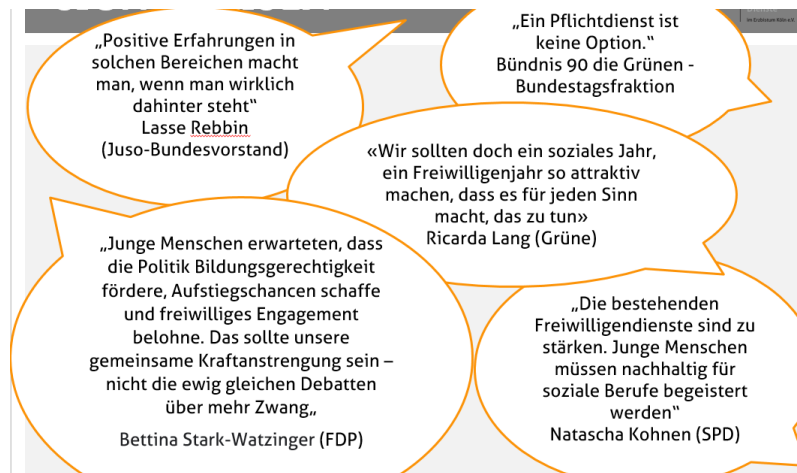 „Positive Erfahrungen in
solchen Bereichen macht
man, wenn man wirklich
dahinter steht“
Lasse Rebbin
(Juso-Bundesvorstand)
„Ein Pflichtdienst ist
keine Option.“
Bündnis 90 die Grünen -
Bundestagsfraktion
«Wir sollten doch ein soziales Jahr,
ein Freiwilligenjahr so attraktiv
machen, dass es für jeden Sinn
macht, das zu tun»
Ricarda Lang (Grüne)
„Junge Menschen erwarteten, dass
die Politik Bildungsgerechtigkeit
fördere, Aufstiegschancen schaffe
und freiwilliges Engagement
belohne. Das sollte unsere
gemeinsame Kraftanstrengung sein –
nicht die ewig gleichen Debatten
über mehr Zwang„
Bettina Stark-Watzinger (FDP)
„Die bestehenden
Freiwilligendienste sind zu
stärken. Junge Menschen
müssen nachhaltig für
soziale Berufe begeistert
werden“
Natascha Kohnen (SPD)
im Erzbistum Köln e.V.